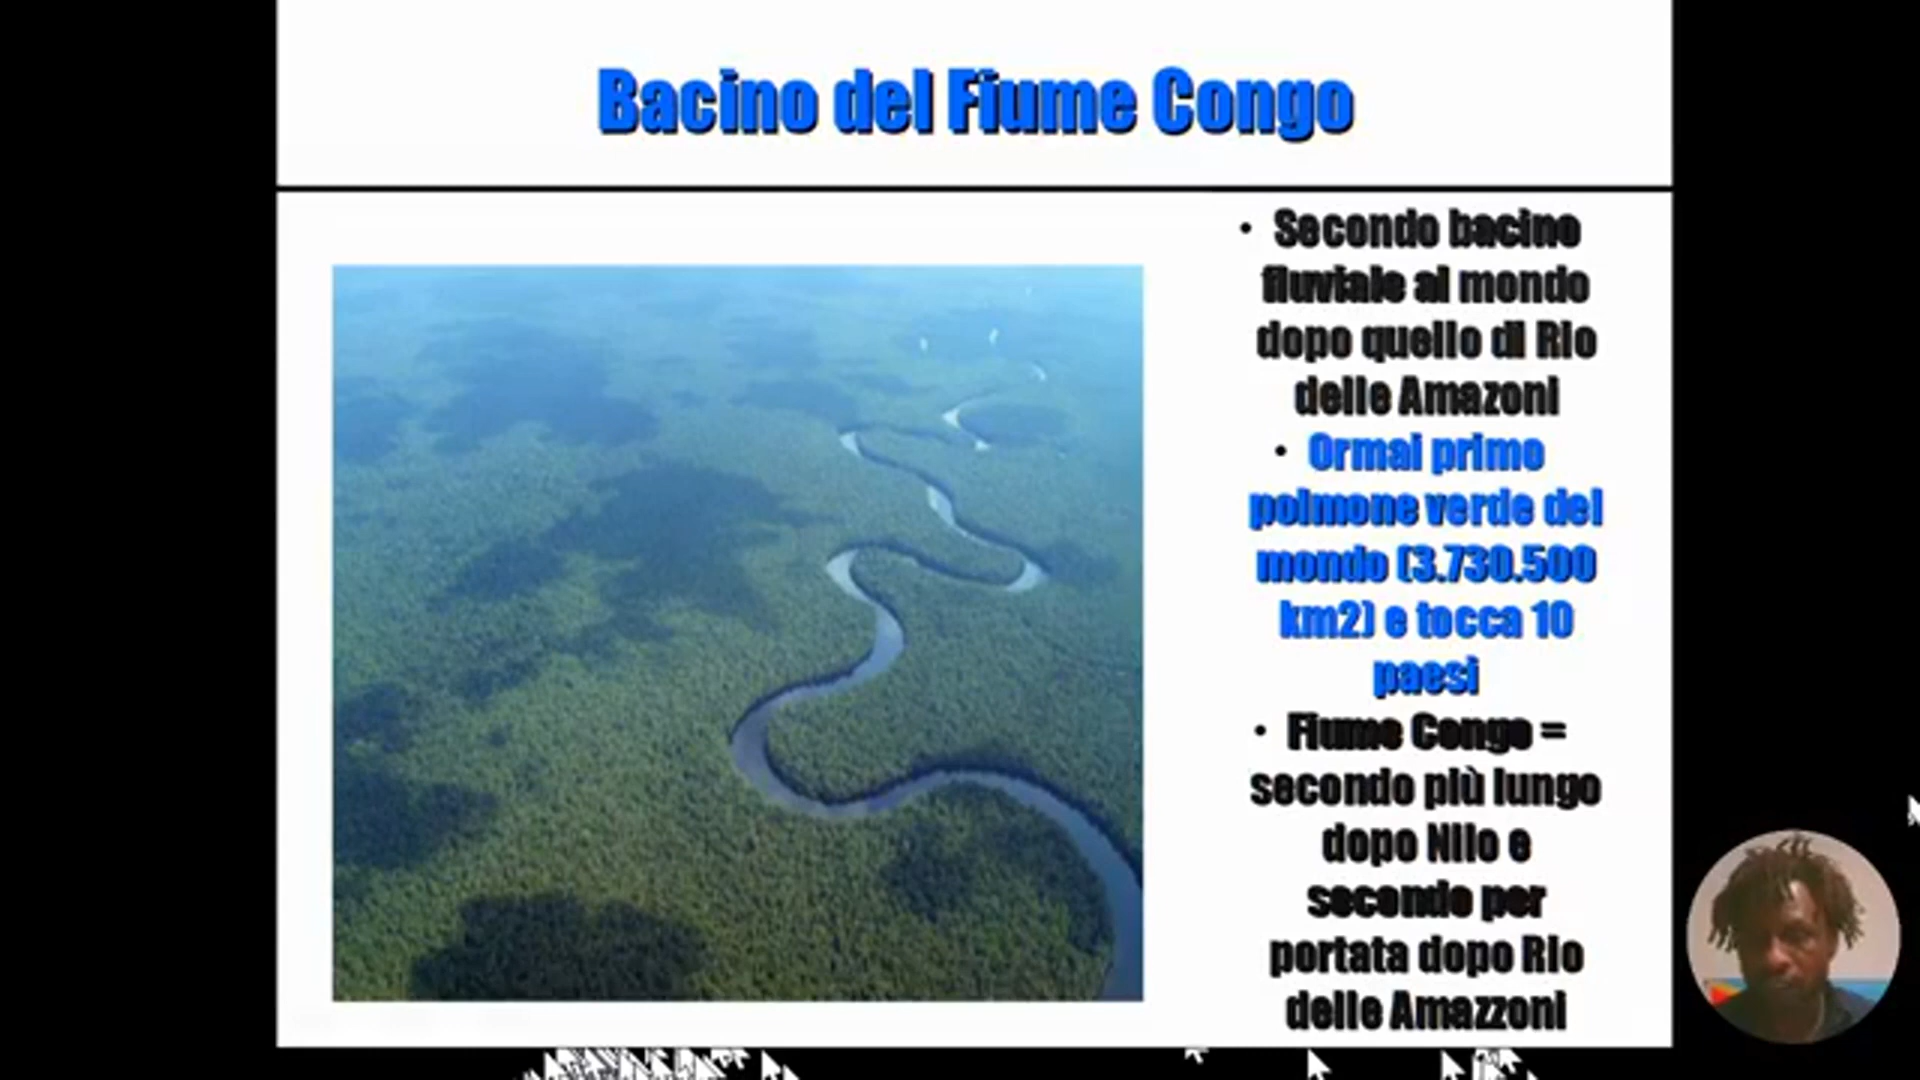 Bacino del Fiume Congo
• Secondo bacino
fluviale al mondo
dopo quello di Rio
delle Amazoni
• Ormai primo
polmone verde del
mondo (3.730.500
km2) e tocca 10
paesi
• Fiume Congo =
secondo più lungo
dopo Nilo e
secondo per
portata dopo Rio
delle Amazzoni